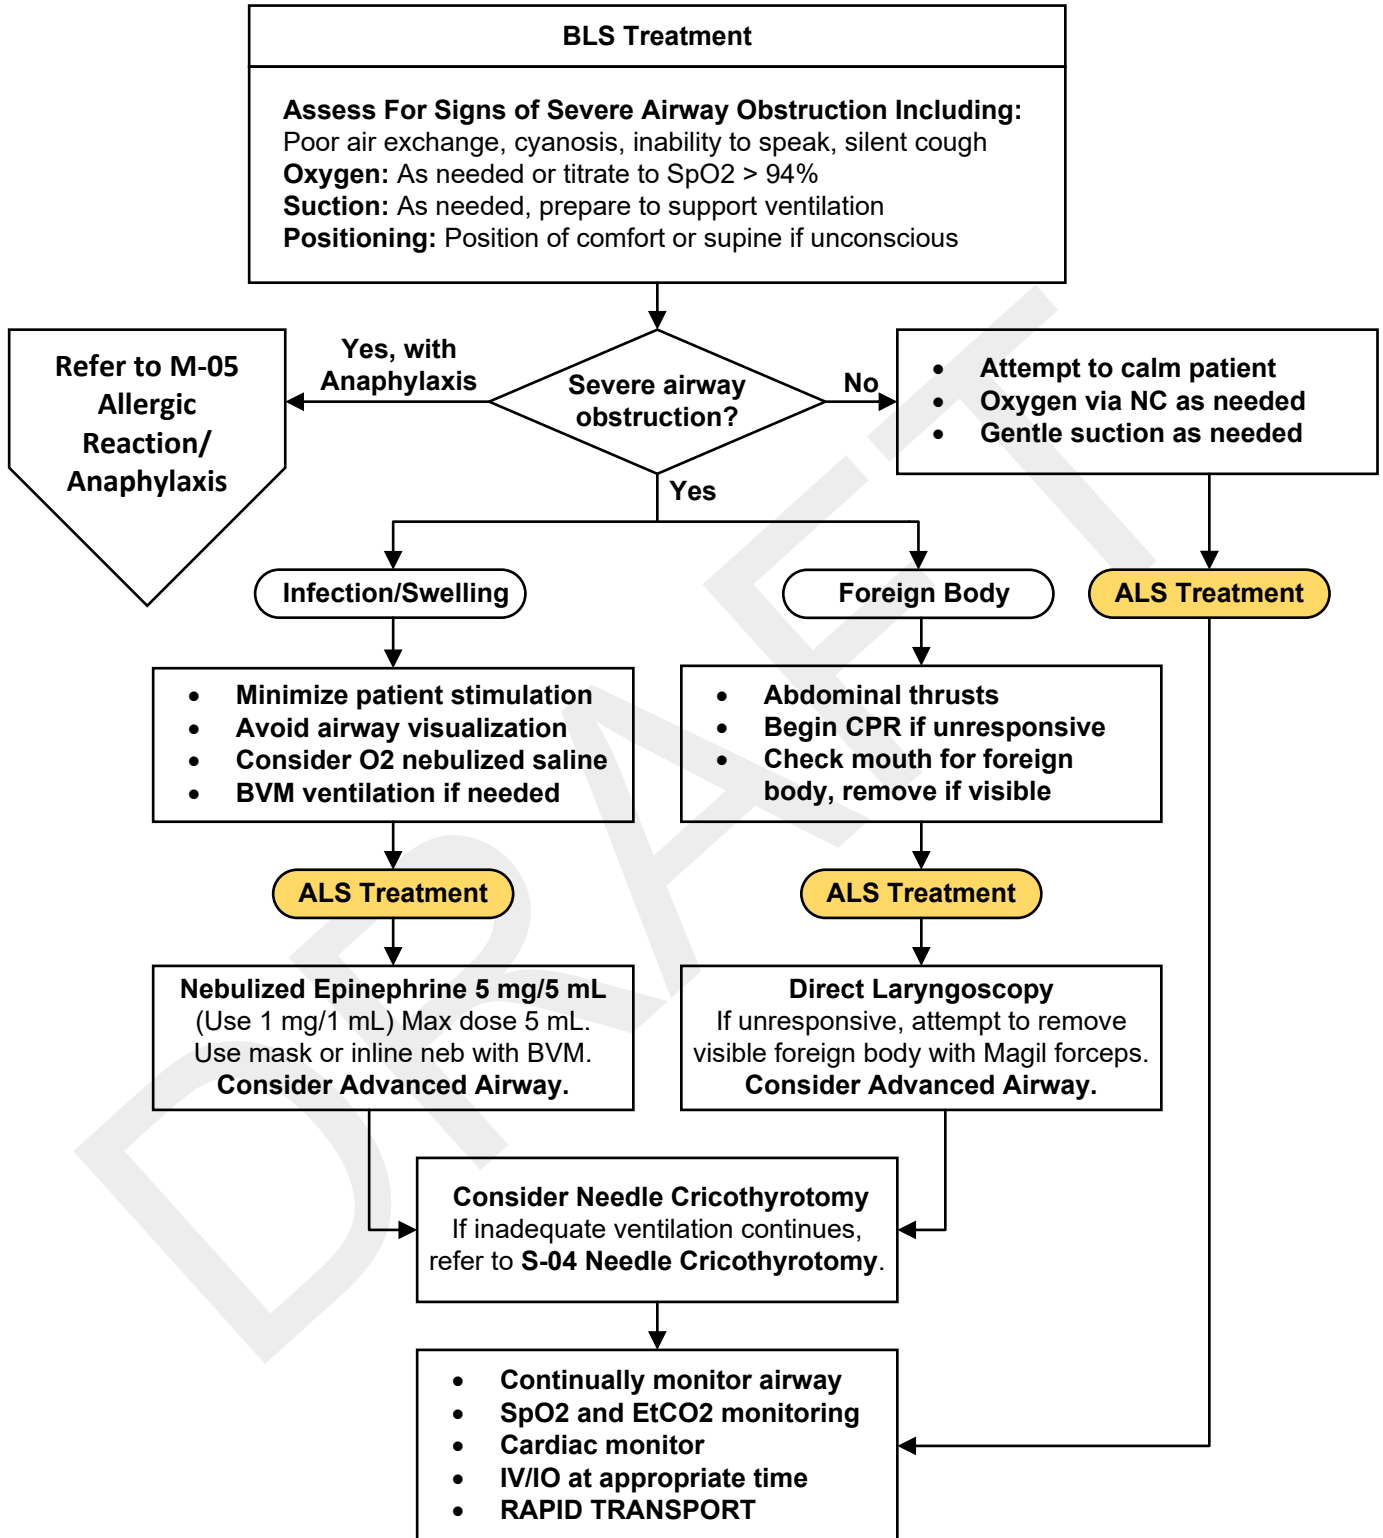 BLS Treatment
Assess For Signs of Severe Airway Obstruction Including:
Poor air exchange, cyanosis, inability to speak, silent cough
Oxygen: As needed or titrate to SpO2 > 94%
Suction: As needed, prepare to support ventilation
Positioning: Position of comfort or supine if unconscious
Refer to M-05
Allergic
Reaction/
Anaphylaxis
Yes, with
Anaphylaxis
Severe airway
obstruction?
No
• Attempt to calm patient
• Oxygen via NC as needed
• Gentle suction as needed
Yes
Infection/Swelling
Foreign Body
ALS Treatment
• Minimize patient stimulation
• Avoid airway visualization
• Consider O2 nebulized saline
• BVM ventilation if needed
• Abdominal thrusts
• Begin CPR if unresponsive
• Check mouth for foreign
body, remove if visible
ALS Treatment
ALS Treatment
Nebulized Epinephrine 5 mg/5 mL
(Use 1 mg/1 mL) Max dose 5 mL.
Use mask or inline neb with BVM.
Consider Advanced Airway.
Direct Laryngoscopy
If unresponsive, attempt to remove
visible foreign body with Magil forceps.
Consider Advanced Airway.
Consider Needle Cricothyrotomy
If inadequate ventilation continues,
refer to S-04 Needle Cricothyrotomy.
• Continually monitor airway
• SpO2 and EtCO2 monitoring
• Cardiac monitor
• IV/IO at appropriate time
• RAPID TRANSPORT
DRAFT